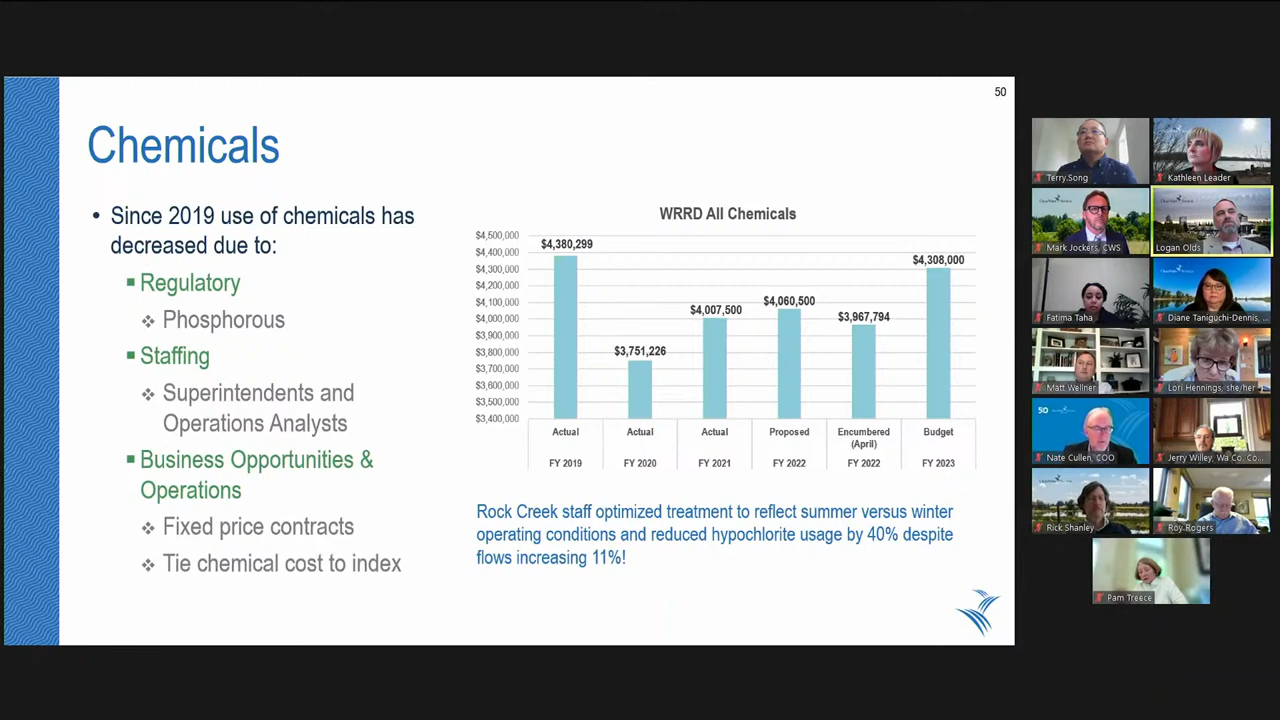 50
Chemicals
• Since 2019 use of chemicals has
decreased due to:
Regulatory
Phosphorous
Staffing
Superintendents and
Operations Analysts
Business Opportunities &
Operations
Fixed price contracts
Tie chemical cost to index
WRRD All Chemicals
$4,500,000
$4,400,000
$4,300,000
$4,200,000
$4,100,000
$4,000,000
$3,900,000
$3,800,000
$3,700,000
$3,600,000
$3,500,000
$3,400,000
$4,380,299
$3,751,226
$4,007,500
$4,060,500
$3,967,794
$4,308,000
Actual Actual Actual Proposed Encumbered Budget
(April)
FY 2019 FY 2020 FY 2021 FY 2022 FY 2022 FY 2023
Rock Creek staff optimized treatment to reflect summer versus winter
operating conditions and reduced hypochlorite usage by 40% despite
flows increasing 11%!
Terry.Song
Kathleen Leader
Mark Jockers, CWS
Logan Olds
Fatima Taha
Diane Taniguchi-Dennis, ...
Matt Wellner
Lori Hennings, she/her
50
Nate Cullen, COO
Jerry Willey, Wa Co. Co...
Rick Shanley
Roy Rogers
Pam Treece